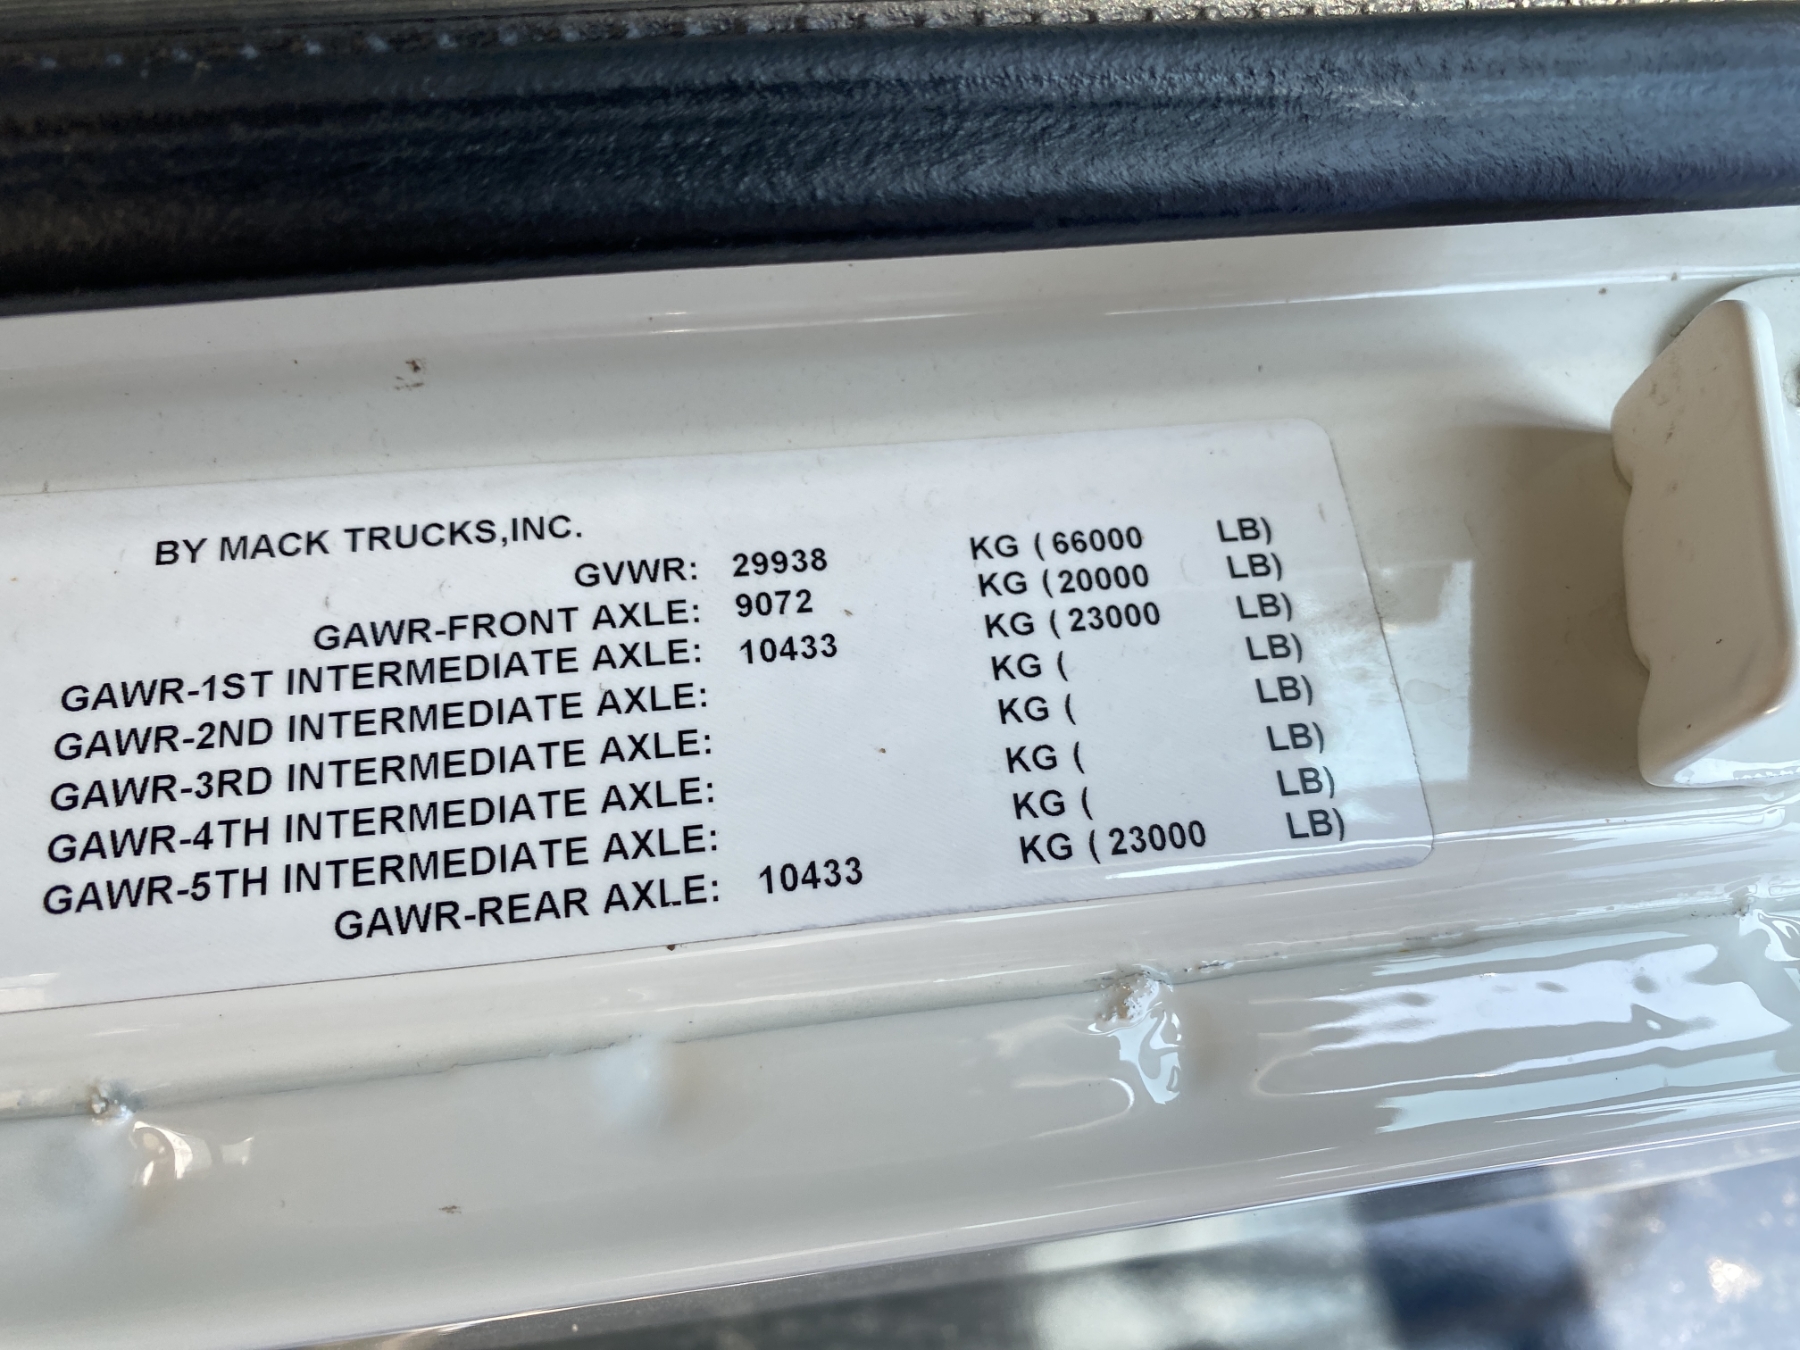 BY MACK TRUCKS,INC.
GVWR: 29938 KG (66000 LB)
GAWR-FRONT AXLE: 9072 KG (20000 LB)
GAWR-1ST INTERMEDIATE AXLE: 10433 KG (23000 LB)
GAWR-2ND INTERMEDIATE AXLE: KG ( LB)
GAWR-3RD INTERMEDIATE AXLE: KG ( LB)
GAWR-4TH INTERMEDIATE AXLE: KG ( LB)
GAWR-5TH INTERMEDIATE AXLE: KG ( LB)
GAWR-REAR AXLE: 10433 KG (23000 LB)